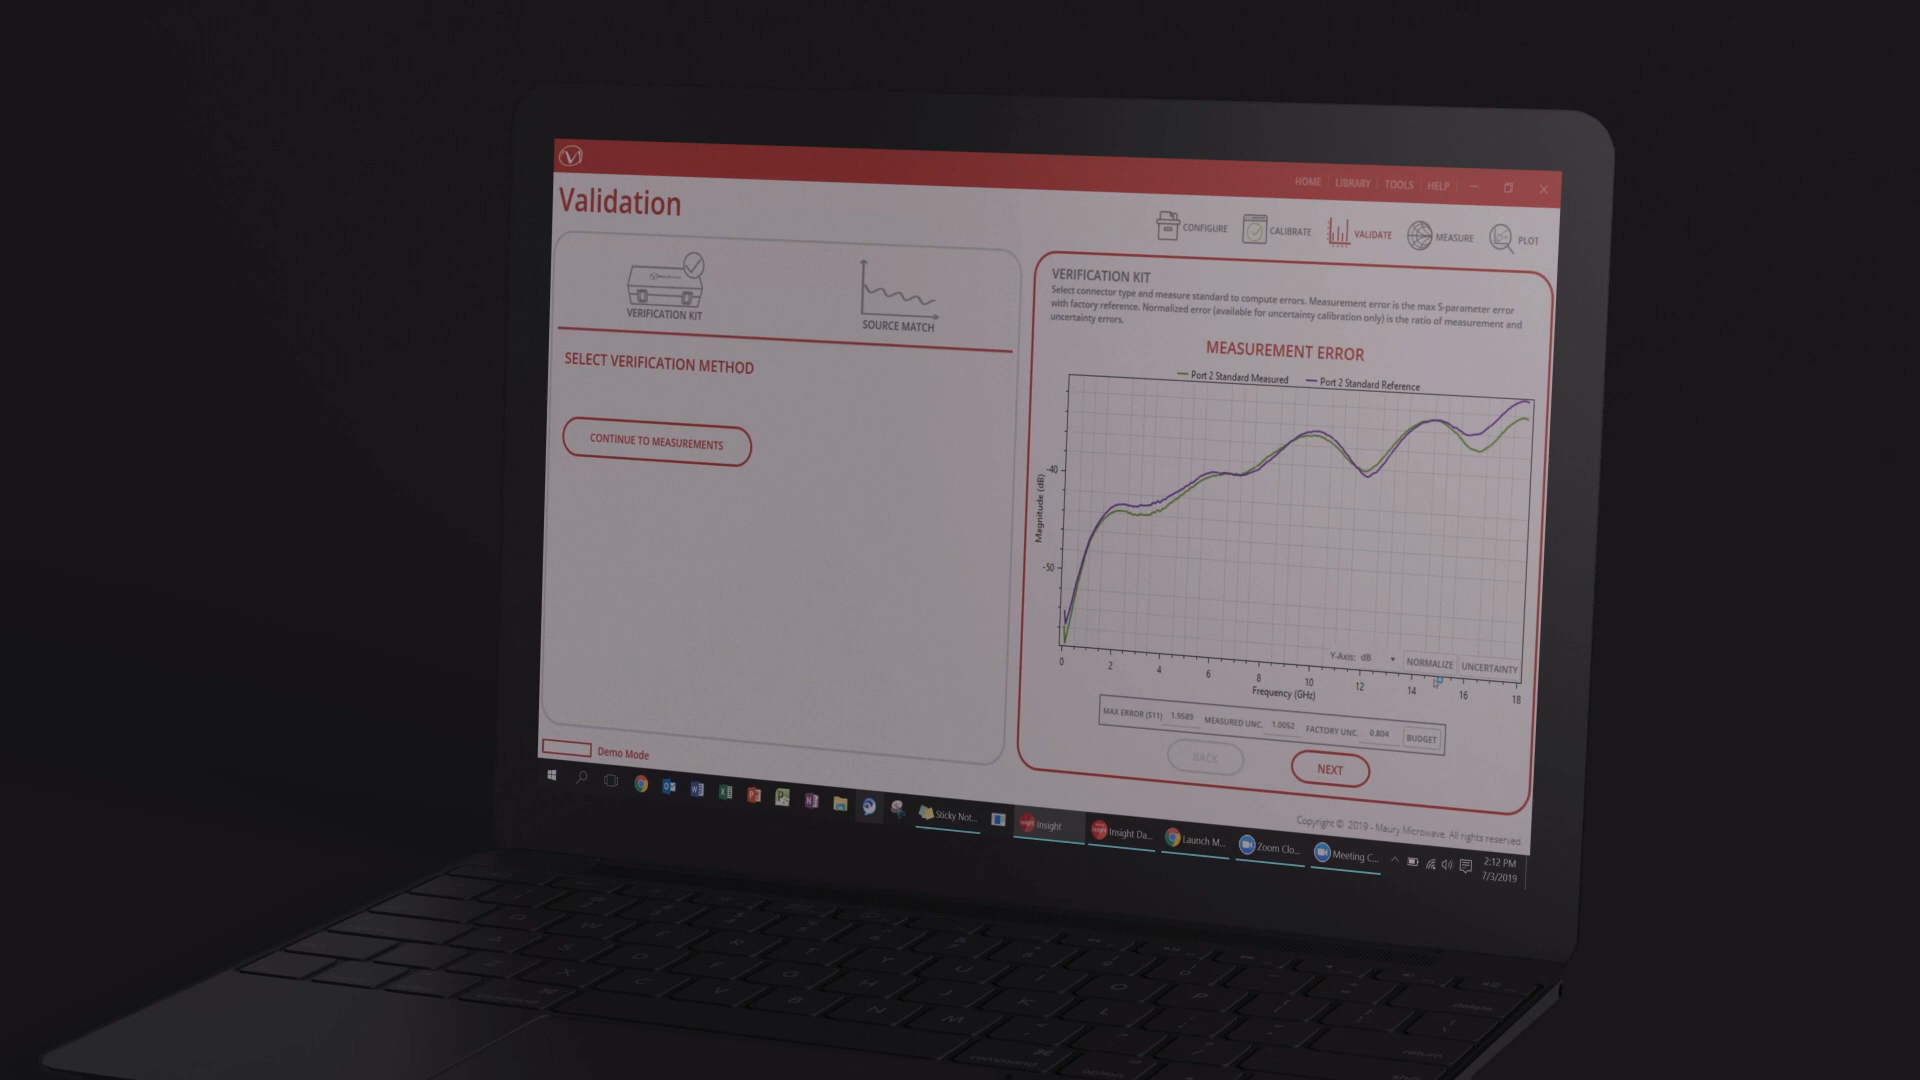 HOME LIBRARY TOOLS HELP
Validation
CONFIGURE CALIBRATE VALIDATE MEASURE PLOT
VERIFICATION KIT SOURCE MATCH
SELECT VERIFICATION METHOD
CONTINUE TO MEASUREMENTS
VERIFICATION KIT
Select connector type and measure standard to compute errors. Measurement error is the max S-parameter error
with factory reference. Normalized error (available for uncertainty calibration only) is the ratio of measurement and
uncertainty errors.
MEASUREMENT ERROR
Port 2 Standard Measured Port 2 Standard Reference
Magnitude (dB)
-40
-50
Y-Axis: dB NORMALIZE UNCERTAINTY
0 2 4 6 8 10 12 14 16 18
Frequency (GHz)
MAX ERROR (S11) 1.9589 MEASURED UNC. 1.0052 FACTORY UNC. 0.804 BUDGET
BACK NEXT
Demo Mode
Copyright © 2019 - Maury Microwave. All rights reserved.
Sticky Not... Insight Insight Da... Launch M... Zoom Clo... Meeting C...
2:12 PM
7/3/2019
Q W E R T Y U I O P
A S D F G H J K L
Z X C V B N M
delete
return
shift
command command option